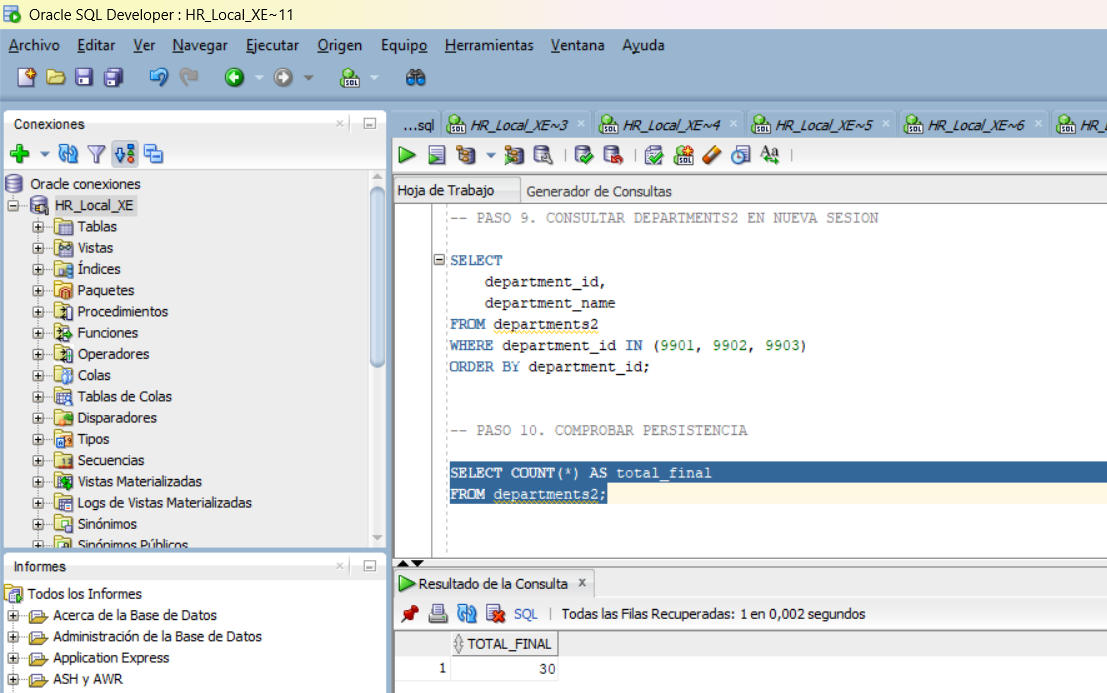 Oracle SQL Developer : HR_Local_XE~11
Archivo Editar Ver Navegar Ejecutar Origen Equipo Herramientas Ventana Ayuda
Conexiones
Oracle conexiones
HR_Local_XE
Tablas
Vistas
Índices
Paquetes
Procedimientos
Funciones
Operadores
Colas
Tablas de Colas
Disparadores
Tipos
Secuencias
Vistas Materializadas
Logs de Vistas Materializadas
Sinónimos
Sinónimos Públicos
Informes
Todos los Informes
Acerca de la Base de Datos
Administración de la Base de Datos
Application Express
ASH y AWR
...sql HR_Local_XE~3 HR_Local_XE~4 HR_Local_XE~5 HR_Local_XE~6 HR_L
Hoja de Trabajo Generador de Consultas
-- PASO 9. CONSULTAR DEPARTMENTS2 EN NUEVA SESION
SELECT
department_id,
department_name
FROM departments2
WHERE department_id IN (9901, 9902, 9903)
ORDER BY department_id;
-- PASO 10. COMPROBAR PERSISTENCIA
SELECT COUNT(*) AS total_final
FROM departments2;
Resultado de la Consulta x
SQL | Todas las Filas Recuperadas: 1 en 0,002 segundos
TOTAL_FINAL
1 30